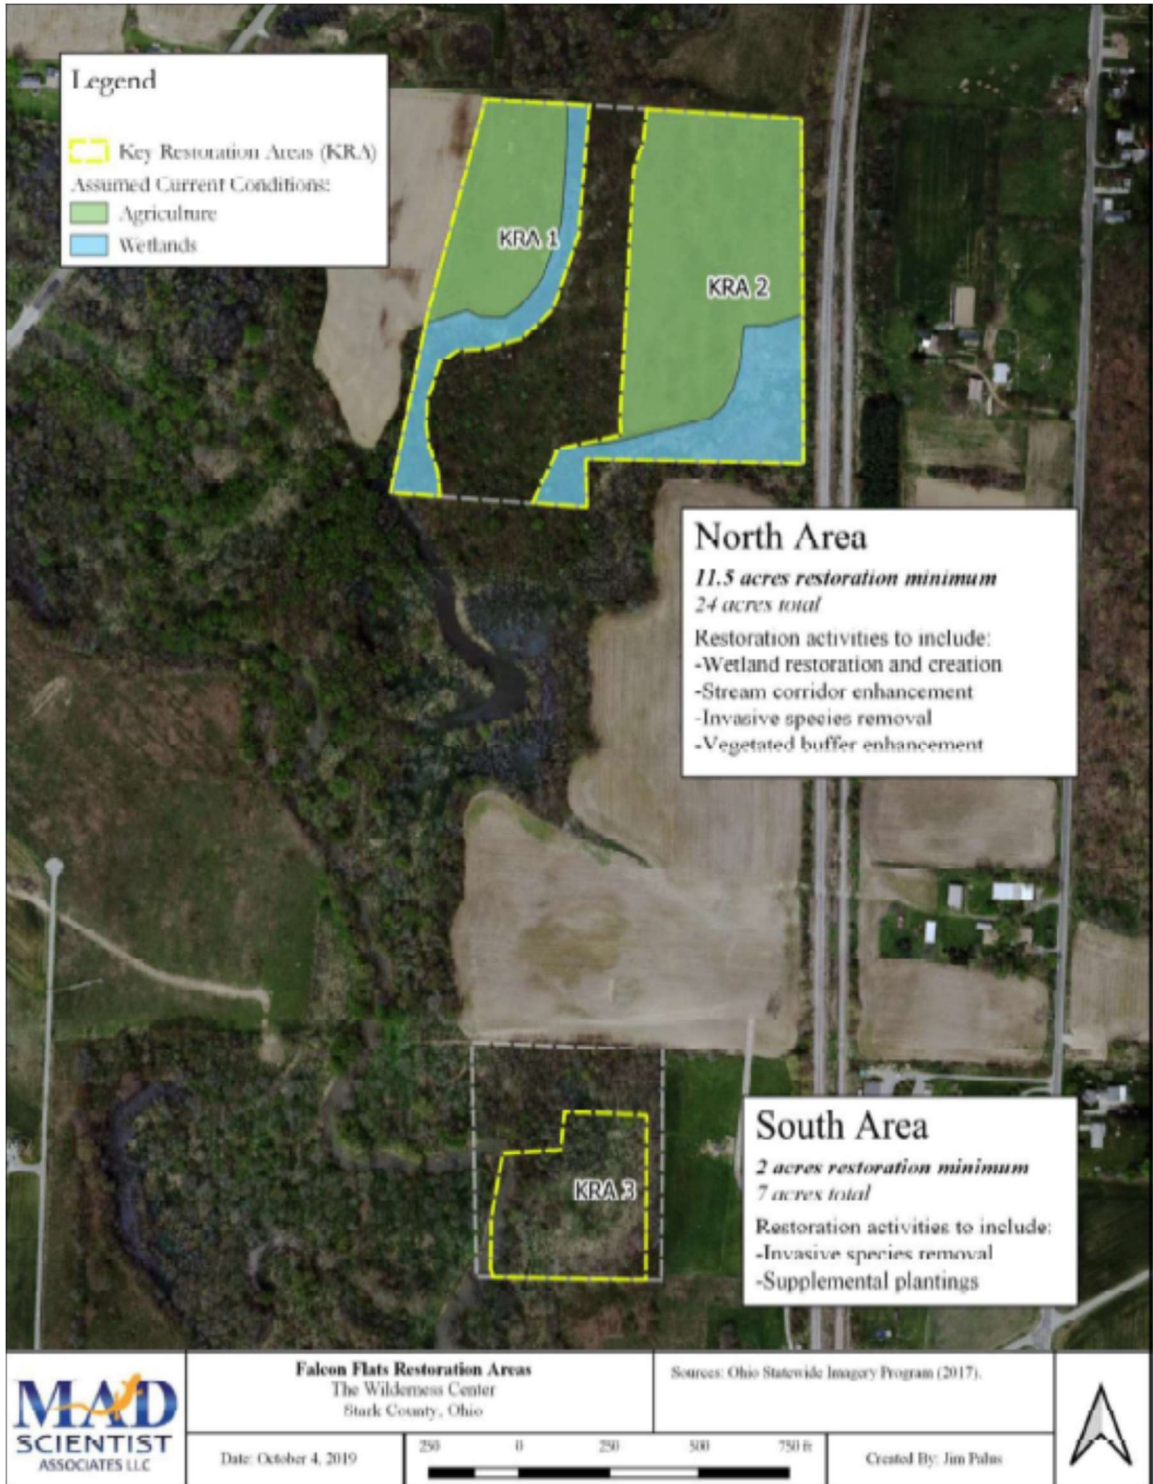 Legend
Key Restoration Areas (KRA)
Assumed Current Conditions:
Agriculture
Wetlands
KRA 1
KRA 2
North Area
11.5 acres restoration minimum
24 acres total
Restoration activities to include:
-Wetland restoration and creation
-Stream corridor enhancement
-Invasive species removal
-Vegetated buffer enhancement
KRA 3
South Area
2 acres restoration minimum
7 acres total
Restoration activities to include:
-Invasive species removal
-Supplemental plantings
MAD
SCIENTIST
ASSOCIATES LLC
Falcon Flats Restoration Areas
The Wilderness Center
Stark County, Ohio
Sources: Ohio Statewide Imagery Program (2017).
Date: October 4, 2019
250 0 250 500 750 ft
Created By: Jim Palus